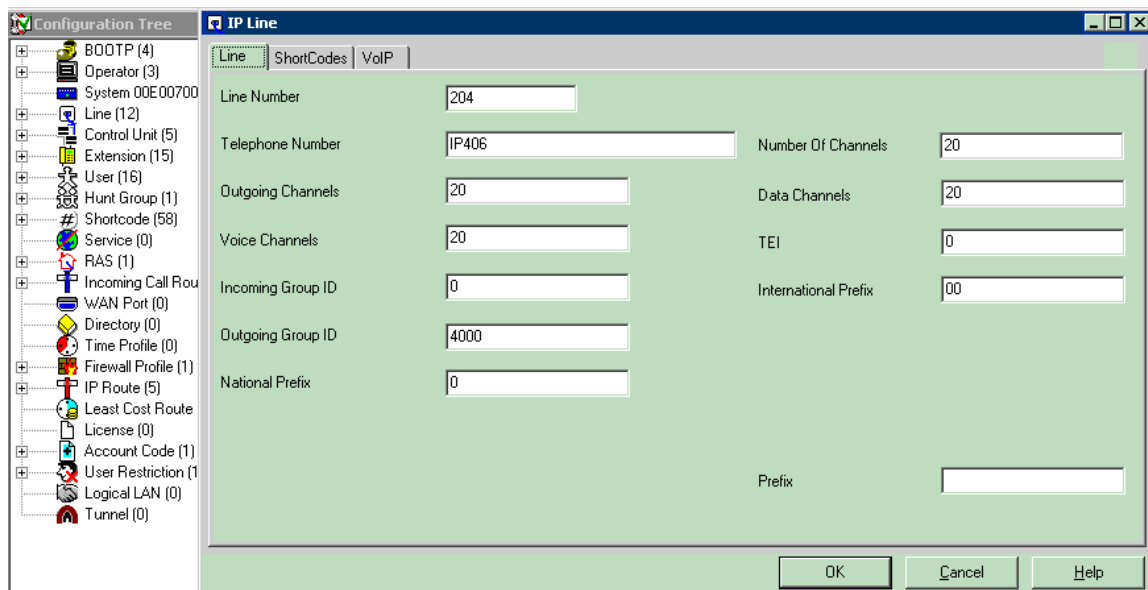 Configuration Tree
BOOTP (4)
Operator (3)
System 00E00700
Line (12)
Control Unit (5)
Extension (15)
User (16)
Hunt Group (1)
Shortcode (58)
Service (0)
RAS (1)
Incoming Call Rou
WAN Port (0)
Directory (0)
Time Profile (0)
Firewall Profile (1)
IP Route (5)
Least Cost Route
License (0)
Account Code (1)
User Restriction (1
Logical LAN (0)
Tunnel (0)
IP Line
Line ShortCodes VoIP
Line Number 204
Telephone Number IP406 Number Of Channels 20
Outgoing Channels 20 Data Channels 20
Voice Channels 20 TEI 0
Incoming Group ID 0 International Prefix 00
Outgoing Group ID 4000
National Prefix 0
Prefix
OK Cancel Help